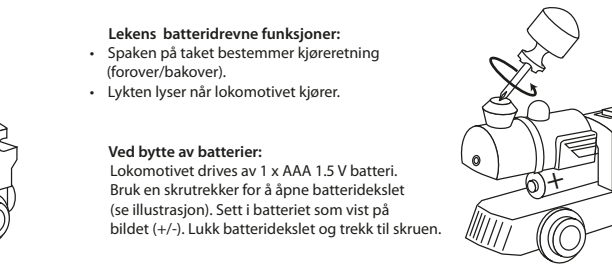 Lekens batteridrevne funksjoner:
• Spaken på taket bestemmer kjøreretning
(forover/bakover).
• Lykten lyser når lokomotivet kjører.
Ved bytte av batterier:
Lokomotivet drives av 1 x AAA 1.5 V batteri.
Bruk en skrutrekker for å åpne batteridekslet
(se illustrasjon). Sett i batteriet som vist på
bildet (+/-). Lukk batteridekslet og trekk til skruen.
+